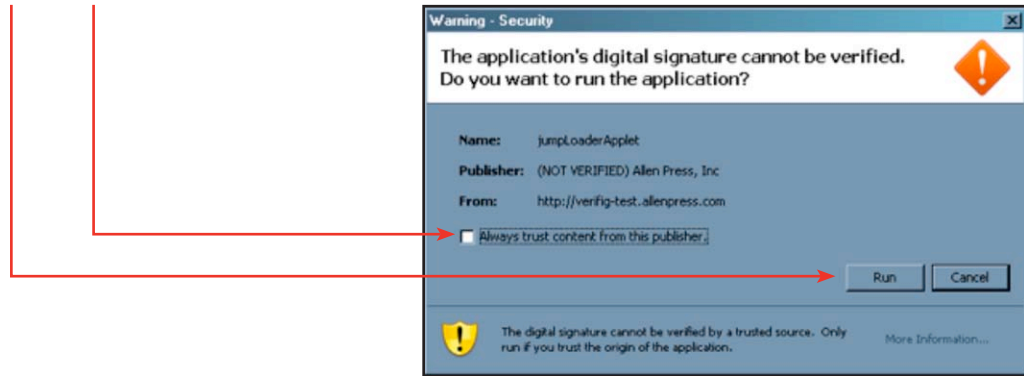 Warning - Security
The application's digital signature cannot be verified.
Do you want to run the application?
Name: jumpLoaderApplet
Publisher: (NOT VERIFIED) Allen Press, Inc
From: http://verifig-test.allenpress.com
Always trust content from this publisher.
Run Cancel
The digital signature cannot be verified by a trusted source. Only
run if you trust the origin of the application.
More Information...